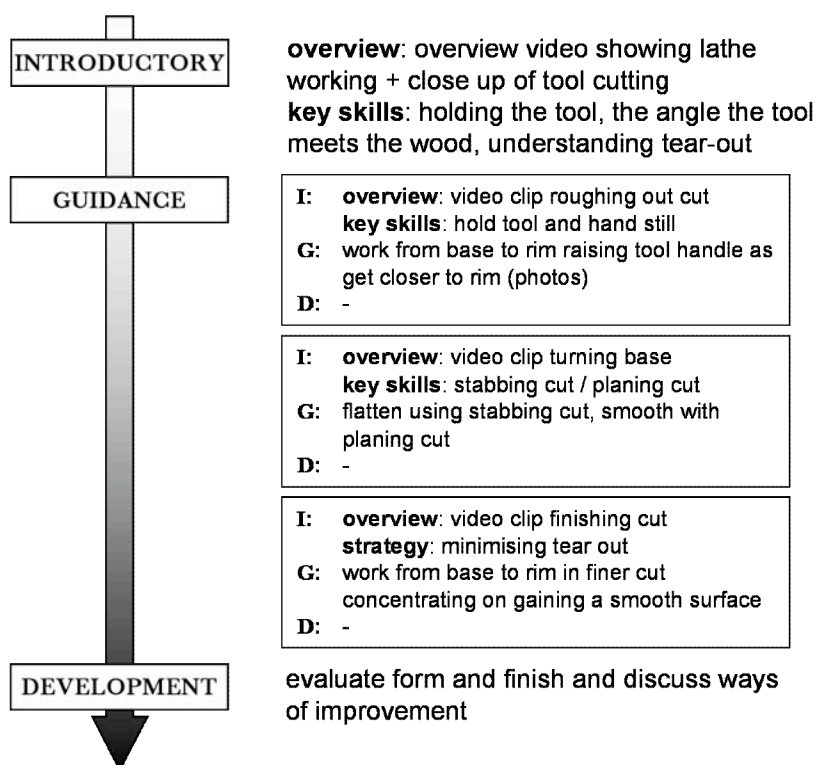 INTRODUCTORY
overview: overview video showing lathe
working + close up of tool cutting
key skills: holding the tool, the angle the tool
meets the wood, understanding tear-out
GUIDANCE
I: overview: video clip roughing out cut
key skills: hold tool and hand still
G: work from base to rim raising tool handle as
get closer to rim (photos)
D: -
I: overview: video clip turning base
key skills: stabbing cut / planing cut
G: flatten using stabbing cut, smooth with
planing cut
D: -
I: overview: video clip finishing cut
strategy: minimising tear out
G: work from base to rim in finer cut
concentrating on gaining a smooth surface
D: -
DEVELOPMENT
evaluate form and finish and discuss ways
of improvement